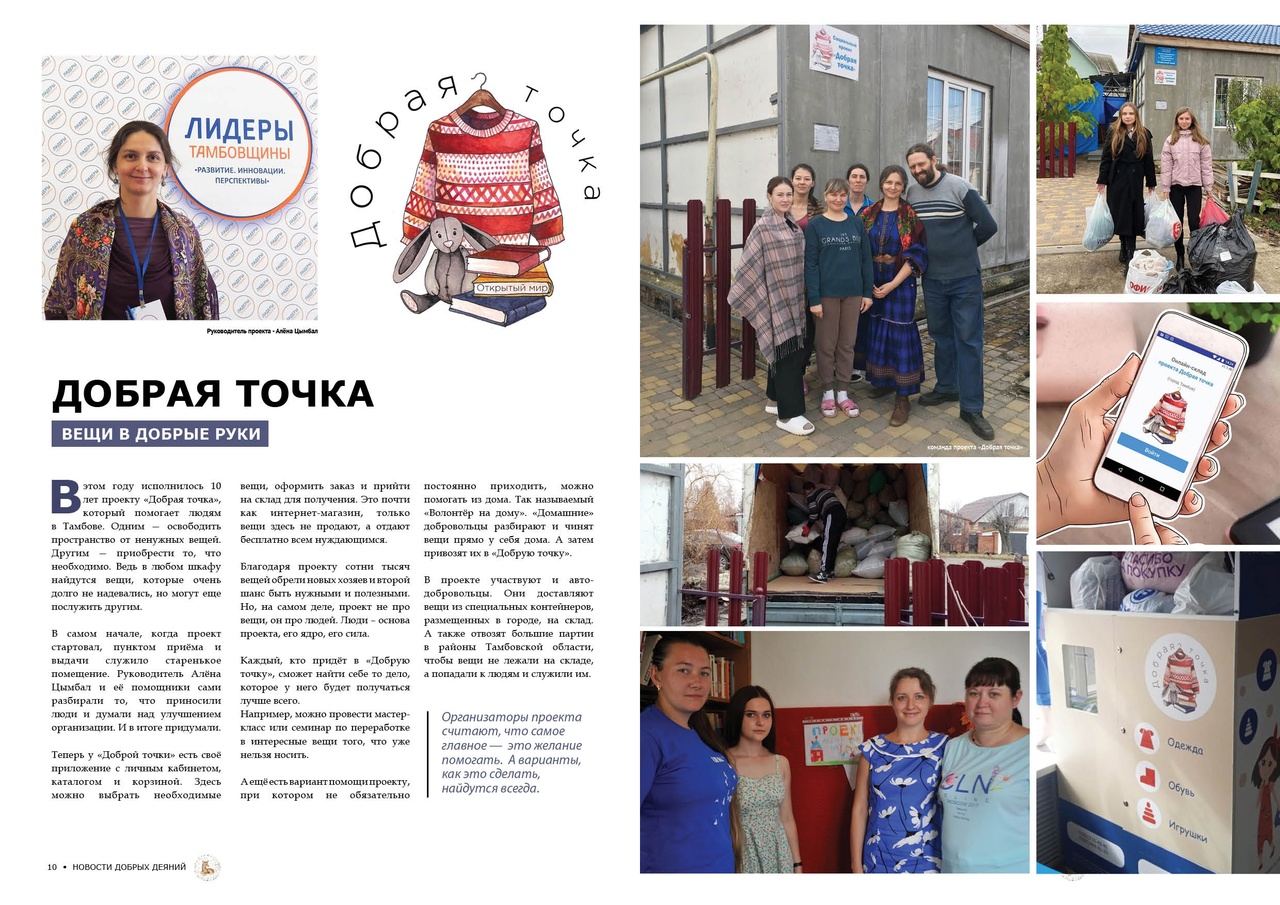 ЛИДЕРЫ
ТАМБОВЩИНЫ
•РАЗВИТИЕ. ИННОВАЦИИ.
ПЕРСПЕКТИВЫ•
Руководитель проекта - Алёна Цымбал
добрая точка
Открытый мир
ДОБРАЯ ТОЧКА
ВЕЩИ В ДОБРЫЕ РУКИ
В этом году исполнилось 10
лет проекту «Добрая точка»,
который помогает людям
в Тамбове. Одним — освободить
пространство от ненужных вещей.
Другим — приобрести то, что
необходимо. Ведь в любом шкафу
найдутся вещи, которые очень
долго не надевались, но могут еще
послужить другим.
В самом начале, когда проект
стартовал, пунктом приёма и
выдачи служило старенькое
помещение. Руководитель Алёна
Цымбал и её помощники сами
разбирали то, что приносили
люди и думали над улучшением
организации. И в итоге придумали.
Теперь у «Доброй точки» есть своё
приложение с личным кабинетом,
каталогом и корзиной. Здесь
можно выбрать необходимые
вещи, оформить заказ и прийти
на склад для получения. Это почти
как интернет-магазин, только
вещи здесь не продают, а отдают
бесплатно всем нуждающимся.
Благодаря проекту сотни тысяч
вещей обрели новых хозяев и второй
шанс быть нужными и полезными.
Но, на самом деле, проект не про
вещи, он про людей. Люди – основа
проекта, его ядро, его сила.
Каждый, кто придёт в «Добрую
точку», сможет найти себе то дело,
которое у него будет получаться
лучше всего.
Например, можно провести мастер-
класс или семинар по переработке
в интересные вещи того, что уже
нельзя носить.
А ещё есть вариант помощи проекту,
при котором не обязательно
постоянно приходить, можно
помогать из дома. Так называемый
«Волонтёр на дому». «Домашние»
добровольцы разбирают и чинят
вещи прямо у себя дома. А затем
привозят их в «Добрую точку».
В проекте участвуют и авто-
добровольцы. Они доставляют
вещи из специальных контейнеров,
размещенных в городе, на склад.
А также отвозят большие партии
в районы Тамбовской области,
чтобы вещи не лежали на складе,
а попадали к людям и служили им.
Организаторы проекта
считают, что самое
главное — это желание
помогать. А варианты,
как это сделать,
найдутся всегда.
10 • НОВОСТИ ДОБРЫХ ДЕЯНИЙ
Социальный
проект
«Добрая
точка»
GRANDS
PARIS
команда проекта «Добрая точка»
ОФИ
Онлайн-склад
проекта Добрая точка
(город Тамбов)
Войти
ПРОЕКТ
СПАСИБО
ПОКУПКУ
Добрая точка
Одежда
Обувь
Игрушки